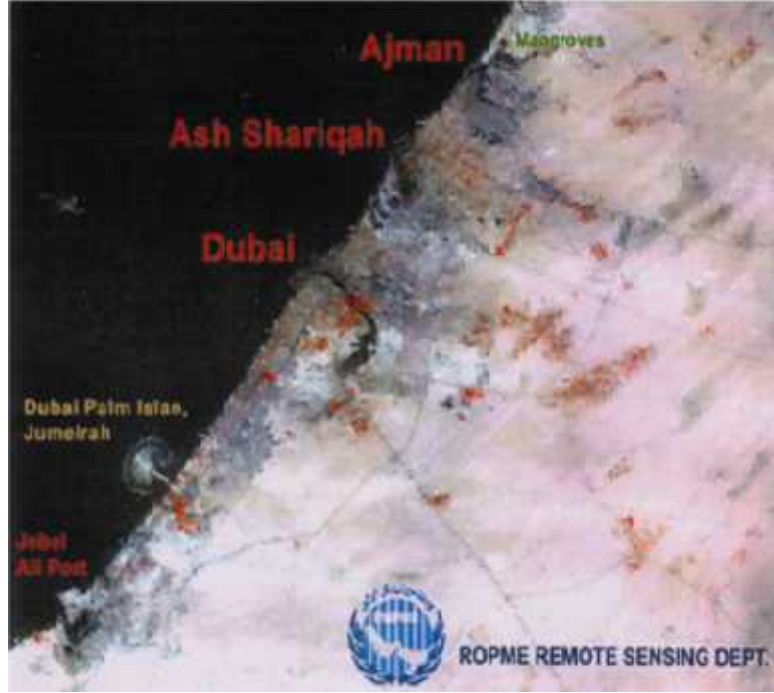 Ajman
Mangroves
Ash Shariqah
Dubai
Dubai Palm Islan,
Jumeirah
Jebel
Ali Port
ROPME REMOTE SENSING DEPT.